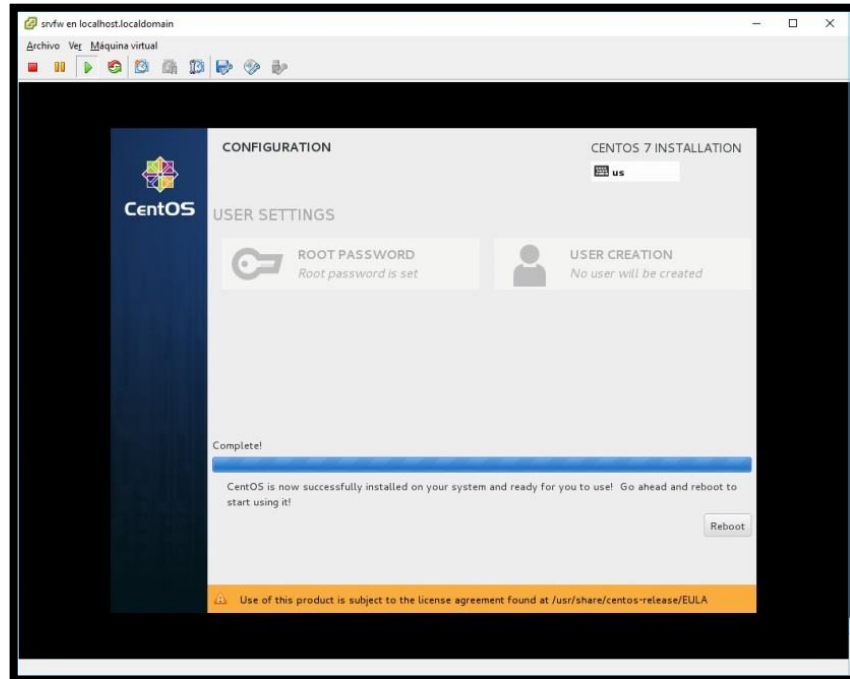 srvfw en localhost.localdomain
Archivo Ver Máquina virtual
CONFIGURATION
CENTOS 7 INSTALLATION
us
CentOS
USER SETTINGS
ROOT PASSWORD
Root password is set
USER CREATION
No user will be created
Complete!
CentOS is now successfully installed on your system and ready for you to use! Go ahead and reboot to
start using it!
Reboot
Use of this product is subject to the license agreement found at /usr/share/centos-release/EULA